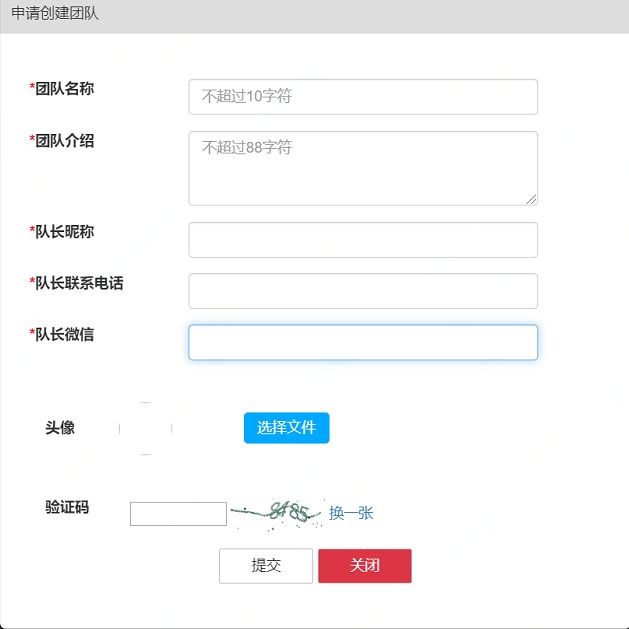 申请创建团队
*团队名称
不超过10字符
*团队介绍
不超过88字符
*队长昵称
*队长联系电话
*队长微信
头像
选择文件
验证码
8485
换一张
提交
关闭